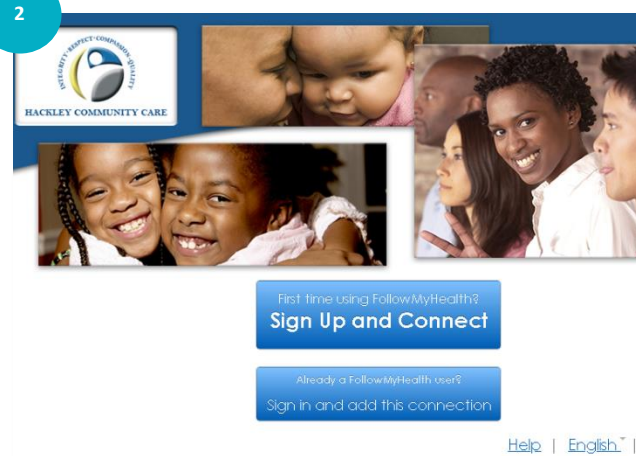 2
INTEGRITY·RESPECT·COMPASSION·QUALITY
HACKLEY COMMUNITY CARE
First time using FollowMyHealth?
Sign Up and Connect
Already a FollowMyHealth user?
Sign in and add this connection
Help | English |